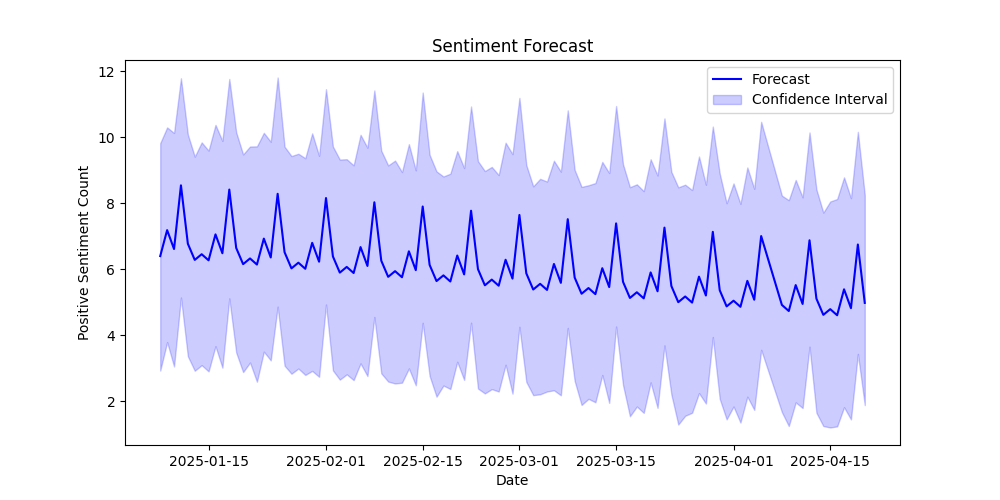 Sentiment Forecast
Forecast
Confidence Interval
Positive Sentiment Count
12
10
8
6
4
2
2025-01-15
2025-02-01
2025-02-15
2025-03-01
2025-03-15
2025-04-01
2025-04-15
Date